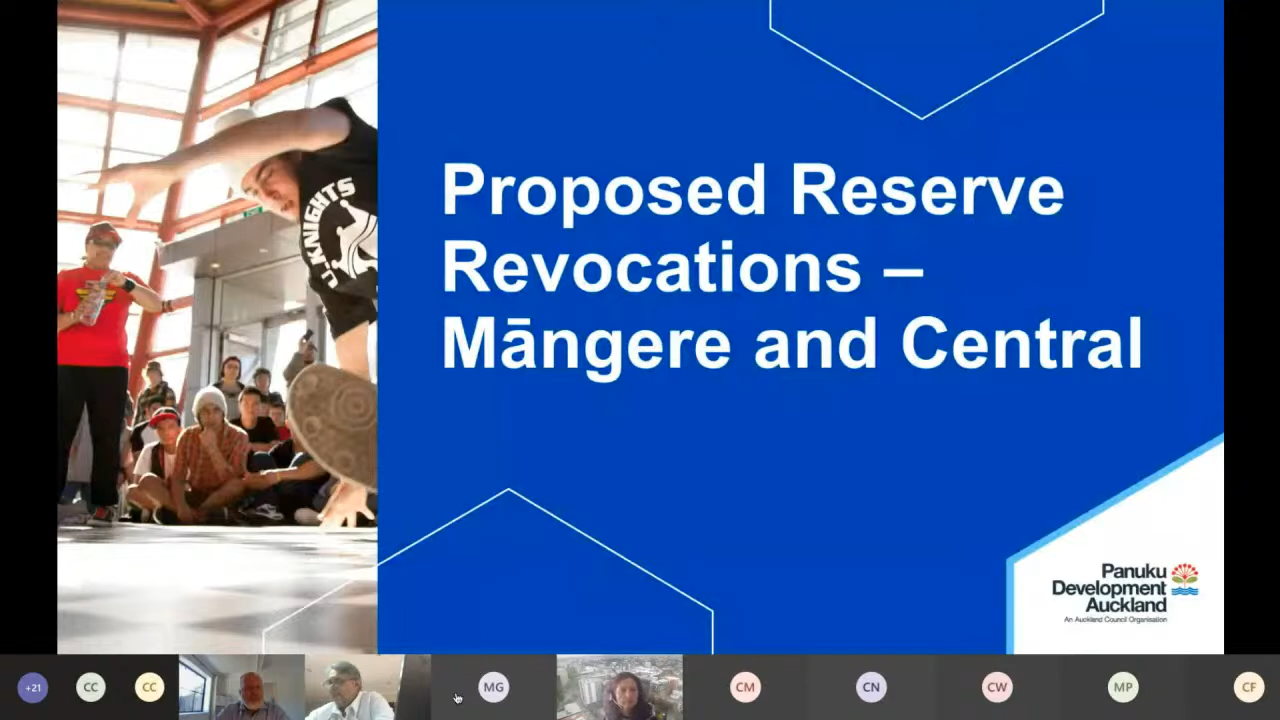 Proposed Reserve
Revocations –
Māngere and Central
U.KNIGHTS
Panuku
Development
Auckland
An Auckland Council Organisation
+21
CC
CC
MG
CM
CN
CW
MP
CF